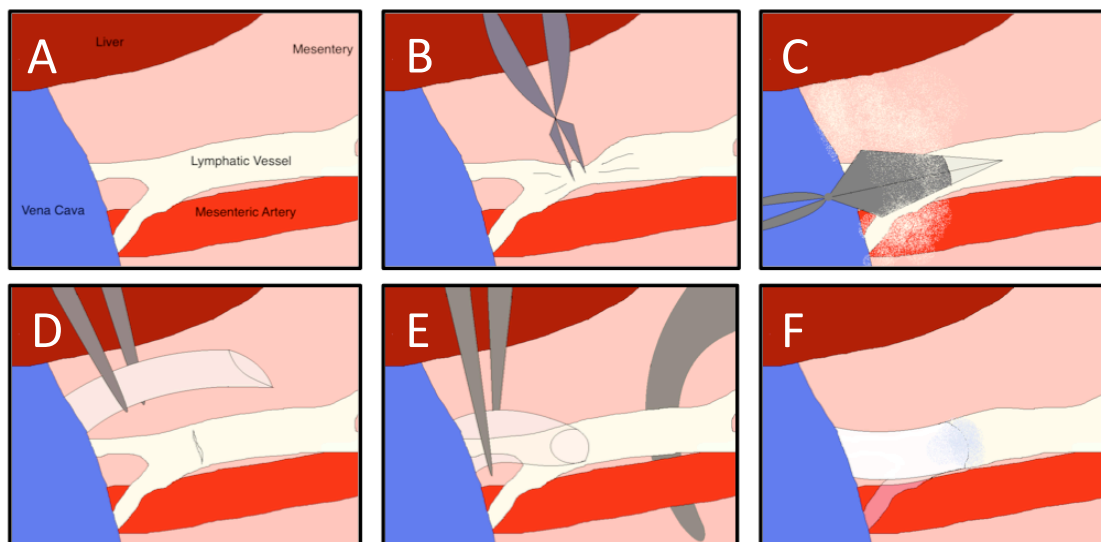 A
Liver
Mesentery
Lymphatic Vessel
Vena Cava
Mesenteric Artery
B
C
D
E
F